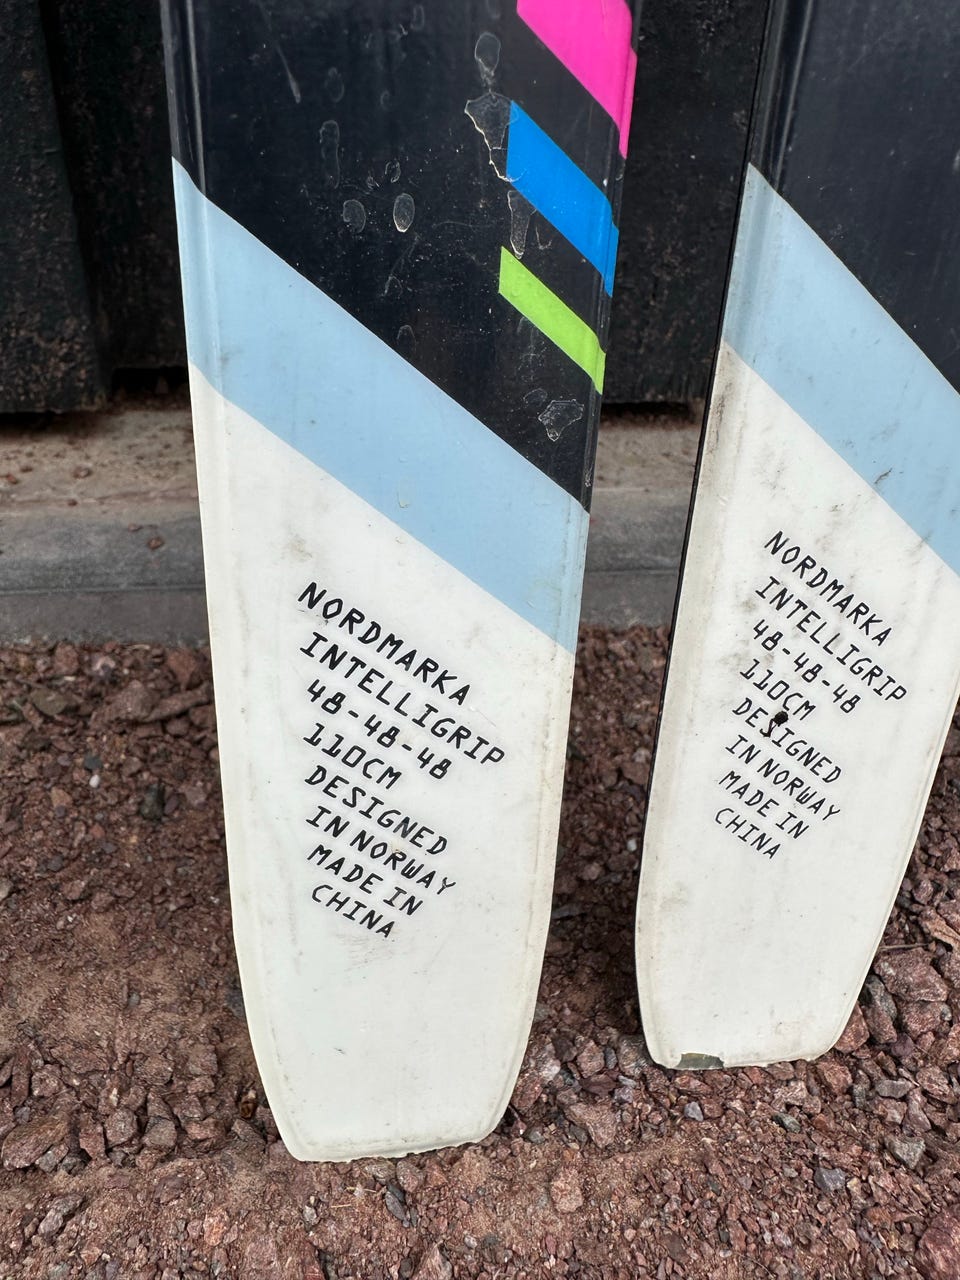 NORDMARKA
INTELLIGRIP
48-48-48
110CM
DESIGNED
IN NORWAY
MADE IN
CHINA
NORDMARKA
INTELLIGRIP
48-48-48
110CM
DESIGNED
IN NORWAY
MADE IN
CHINA